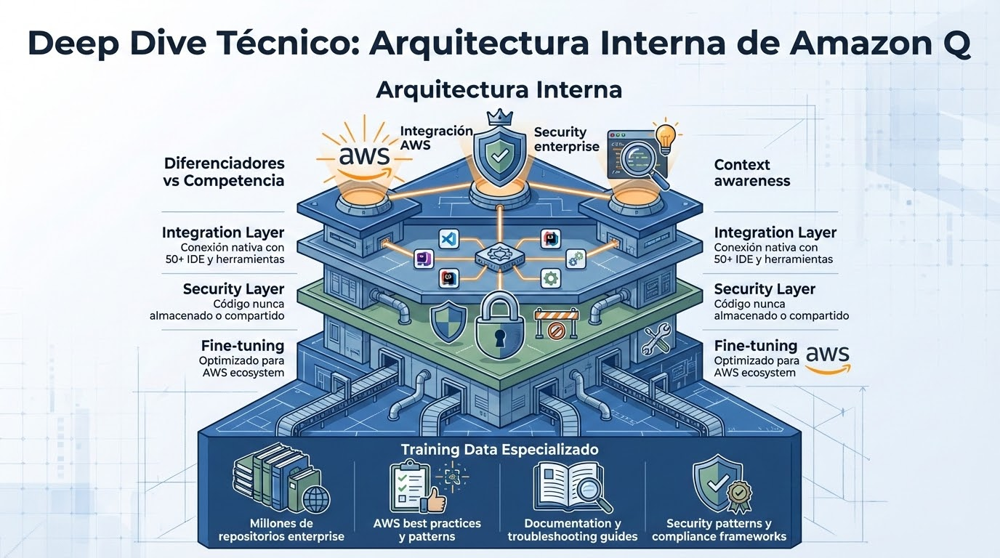 Deep Dive Técnico: Arquitectura Interna de Amazon Q
Arquitectura Interna
Diferenciadores
vs Competencia
aws
Integración
AWS
Security
enterprise
Context
awareness
Integration Layer
Conexión nativa con
50+ IDE y herramientas
Security Layer
Código nunca
almacenado o compartido
Fine-tuning
Optimizado para
AWS ecosystem
Integration Layer
Conexión nativa con
50+ IDE y herramientas
Security Layer
Código nunca
almacenado o compartido
Fine-tuning
Optimizado para
AWS ecosystem
aws
Training Data Especializado
Millones de
repositorios enterprise
AWS best practices
y patterns
Documentation y
troubleshooting guides
Security patterns y
compliance frameworks